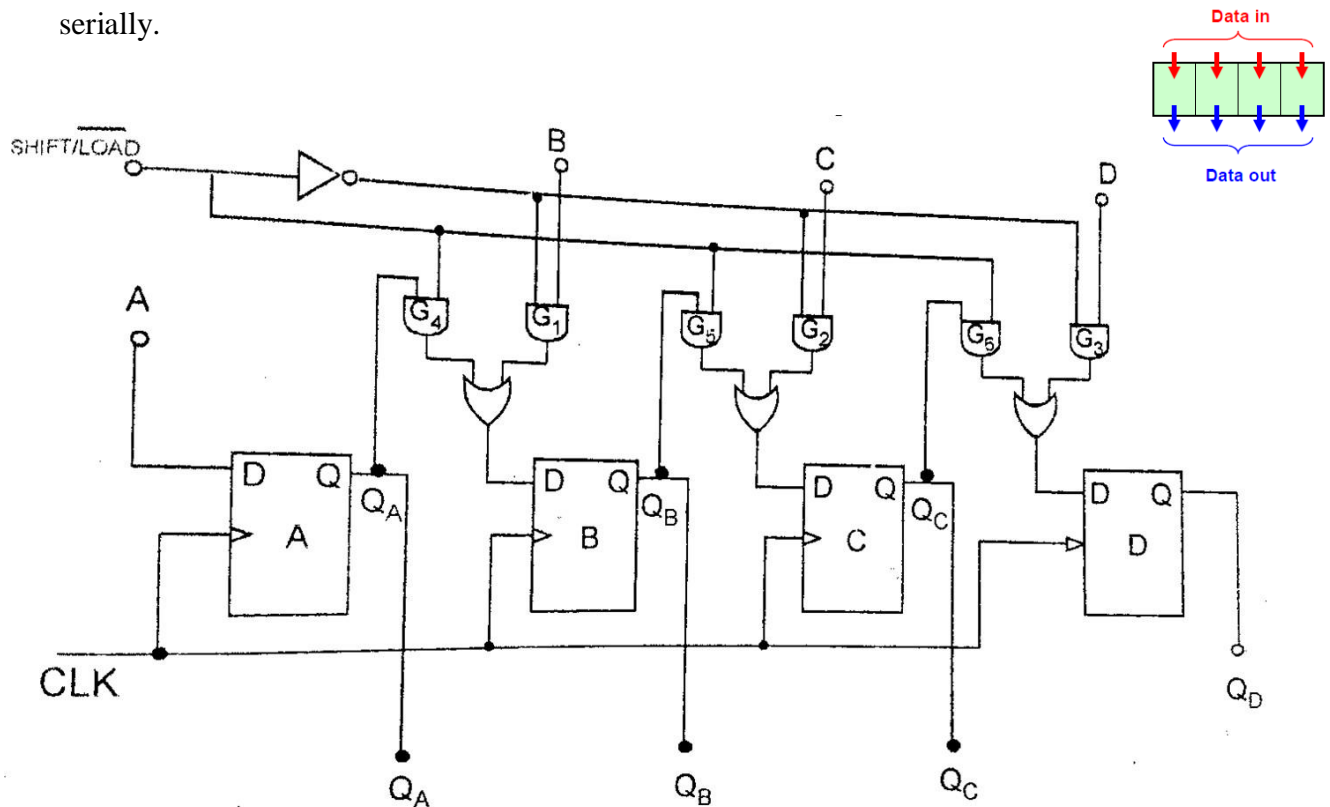 serially.
Data in
Data out
SHIFT/L̅O̅A̅D̅
B
C
D
A
G4
G1
G5
G2
G6
G3
D Q
QA
A
D Q
QB
B
D Q
QC
C
D Q
D
CLK
QD
QA
QB
QC